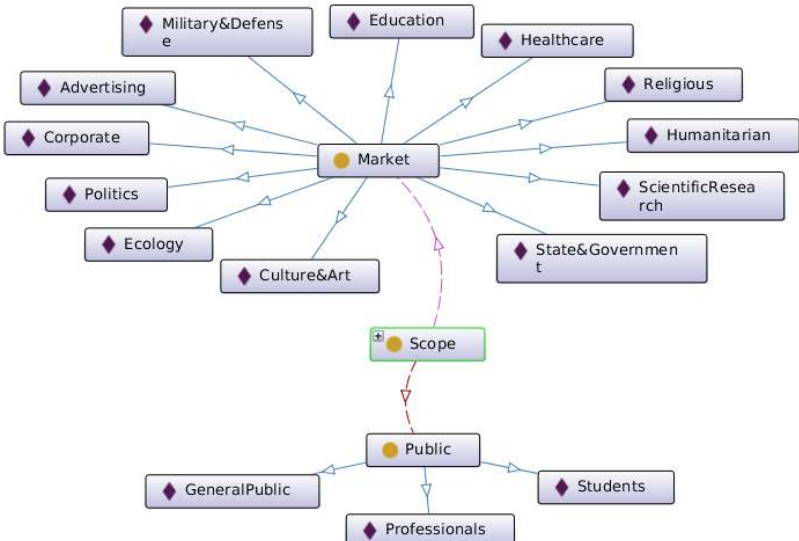 Education
Military&Defens
e
Healthcare
Advertising
Religious
Corporate
Humanitarian
Market
Politics
ScientificResea
rch
Ecology
State&Governmen
t
Culture&Art
Scope
Public
GeneralPublic
Students
Professionals